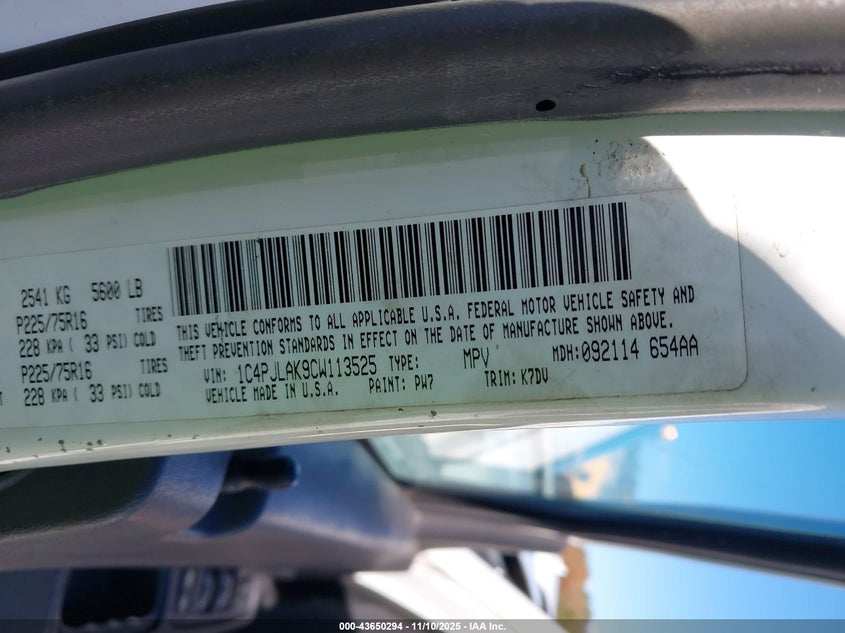 2541 KG 5600 LB
P225/75R16 TIRES
228 KPA ( 33 PSI) COLD
P225/75R16 TIRES
228 KPA ( 33 PSI) COLD
THIS VEHICLE CONFORMS TO ALL APPLICABLE U.S.A. FEDERAL MOTOR VEHICLE SAFETY AND
THEFT PREVENTION STANDARDS IN EFFECT ON THE DATE OF MANUFACTURE SHOWN ABOVE.
VIN: 1C4PJLAK9CW113525 TYPE: MPV MDH:092114 654AA
VEHICLE MADE IN U.S.A. PAINT: PW7 TRIM: K7DV
000-43650294 - 11/10/2025 - IAA Inc.